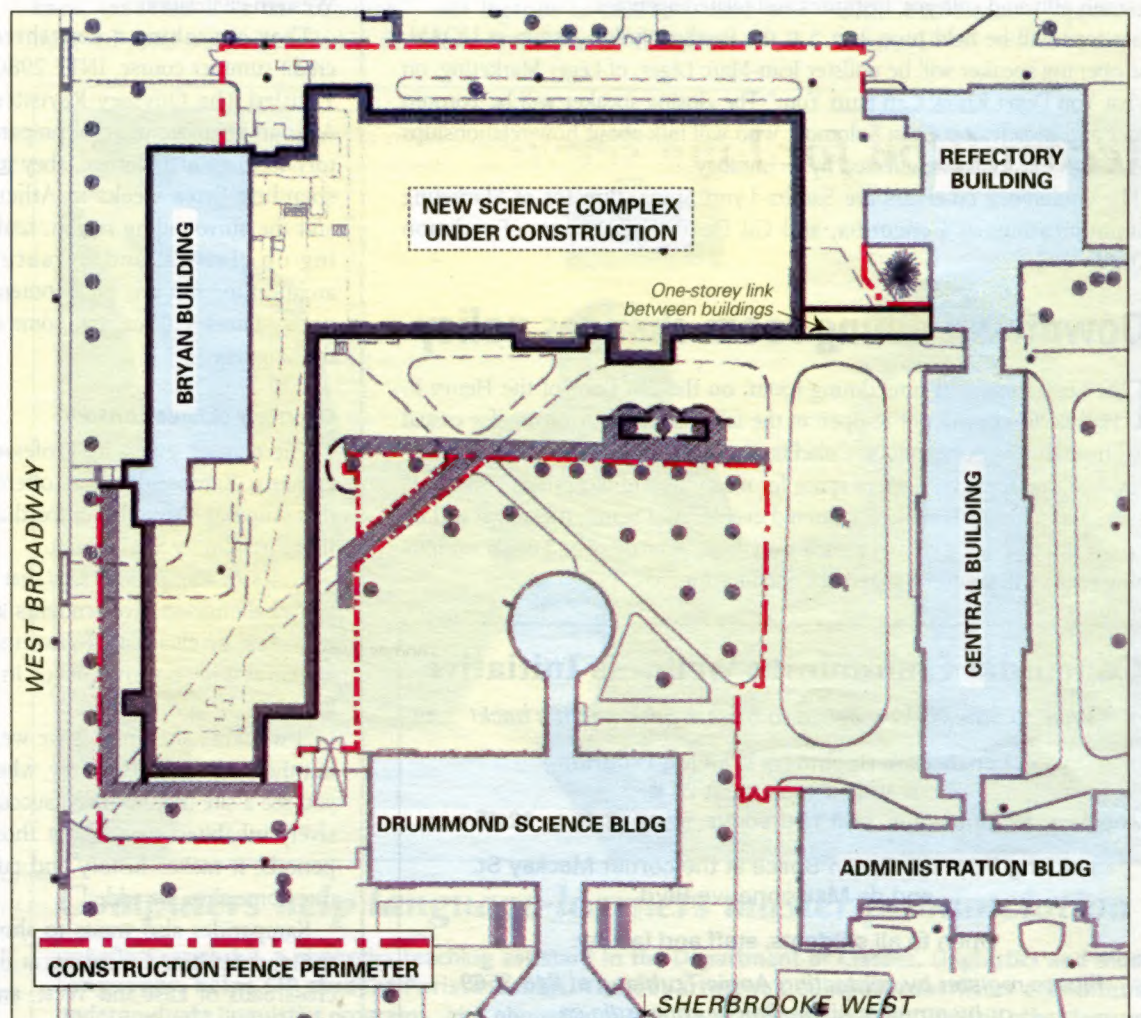 REFECTORY
BUILDING
NEW SCIENCE COMPLEX
UNDER CONSTRUCTION
BRYAN BUILDING
One-storey link
between buildings
WEST BROADWAY
CENTRAL BUILDING
DRUMMOND SCIENCE BLDG
ADMINISTRATION BLDG
CONSTRUCTION FENCE PERIMETER
SHERBROOKE WEST